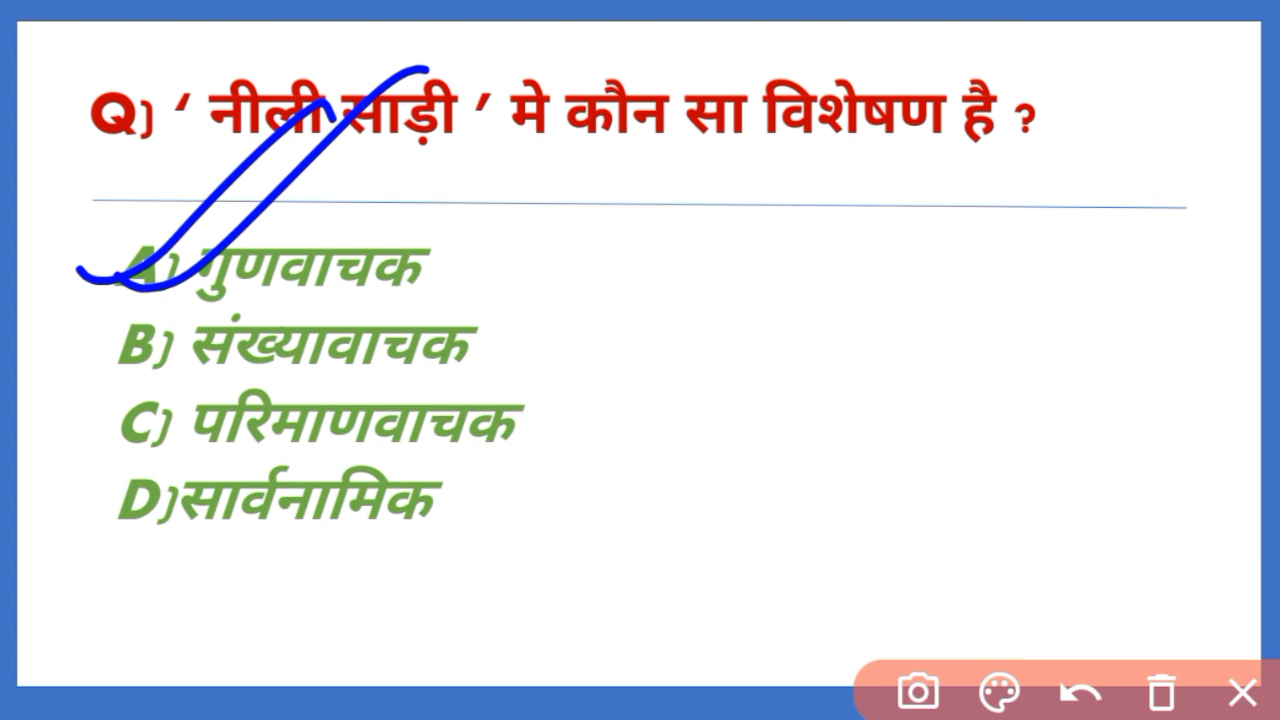 Q) ‘ नीली साड़ी ’ मे कौन सा विशेषण है ?
A) गुणवाचक
B) संख्यावाचक
C) परिमाणवाचक
D)सार्वनामिक